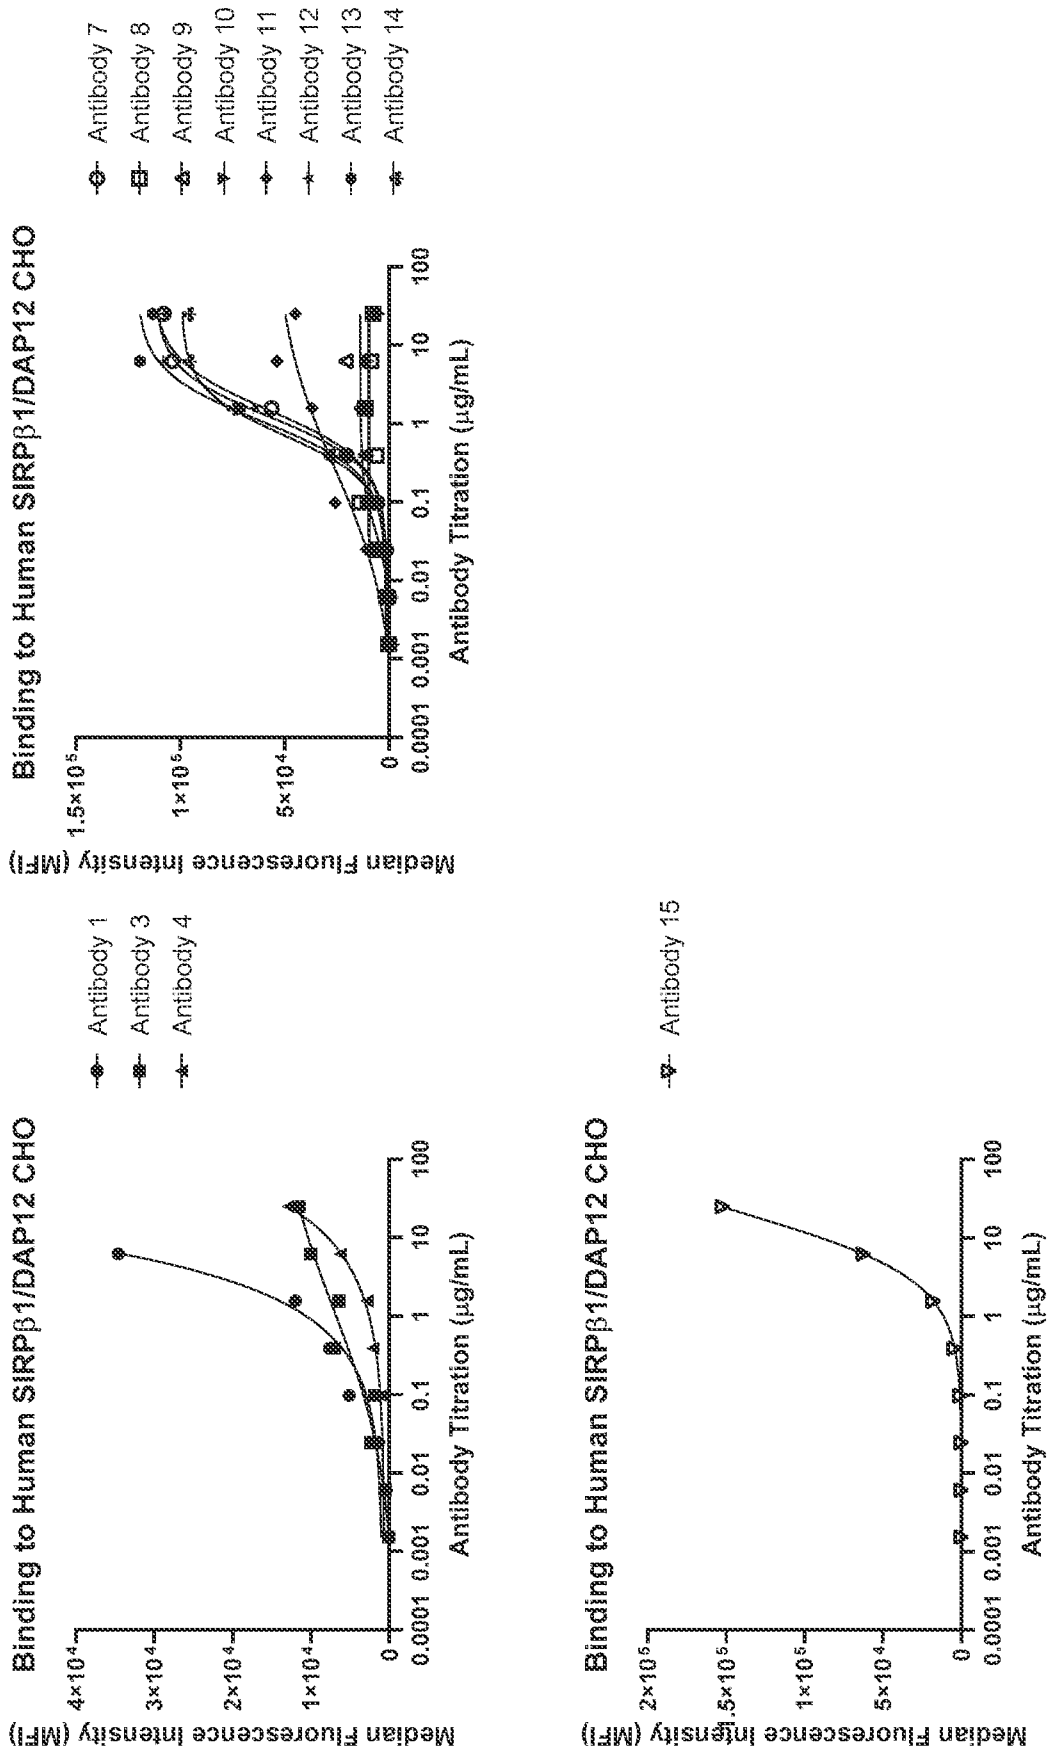 Binding to Human SIRPβ1/DAP12 CHO
Median Fluorescence Intensity (MFI)
4×10⁴
3×10⁴
2×10⁴
1×10⁴
0
0.0001 0.001 0.01 0.1 1 10 100
Antibody Titration (μg/mL)
Antibody 1
Antibody 3
Antibody 4
Binding to Human SIRPβ1/DAP12 CHO
Median Fluorescence Intensity (MFI)
1.5×10⁵
1×10⁵
5×10⁴
0
0.0001 0.001 0.01 0.1 1 10 100
Antibody Titration (μg/mL)
Antibody 7
Antibody 8
Antibody 9
Antibody 10
Antibody 11
Antibody 12
Antibody 13
Antibody 14
Binding to Human SIRPβ1/DAP12 CHO
Median Fluorescence Intensity (MFI)
2×10⁵
1.5×10⁵
1×10⁵
5×10⁴
0
0.0001 0.001 0.01 0.1 1 10 100
Antibody Titration (μg/mL)
Antibody 15